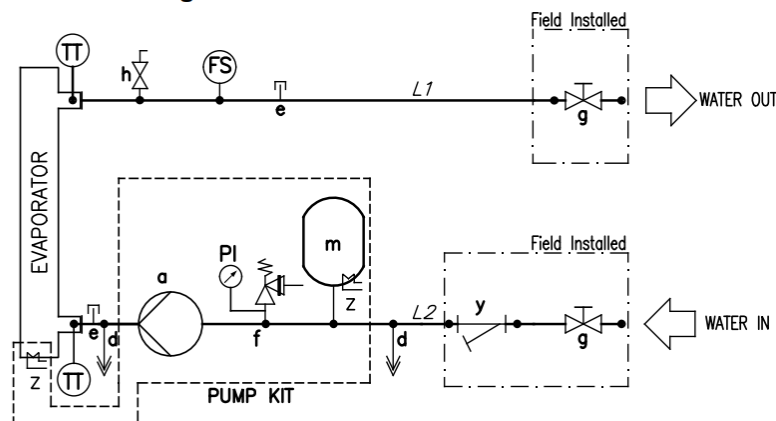 Field Installed
TT
h
FS
e
L1
g
WATER OUT
EVAPORATOR
Field Installed
m
PI
a
Z
y
e
d
f
d
L2
g
WATER IN
Z
TT
PUMP KIT